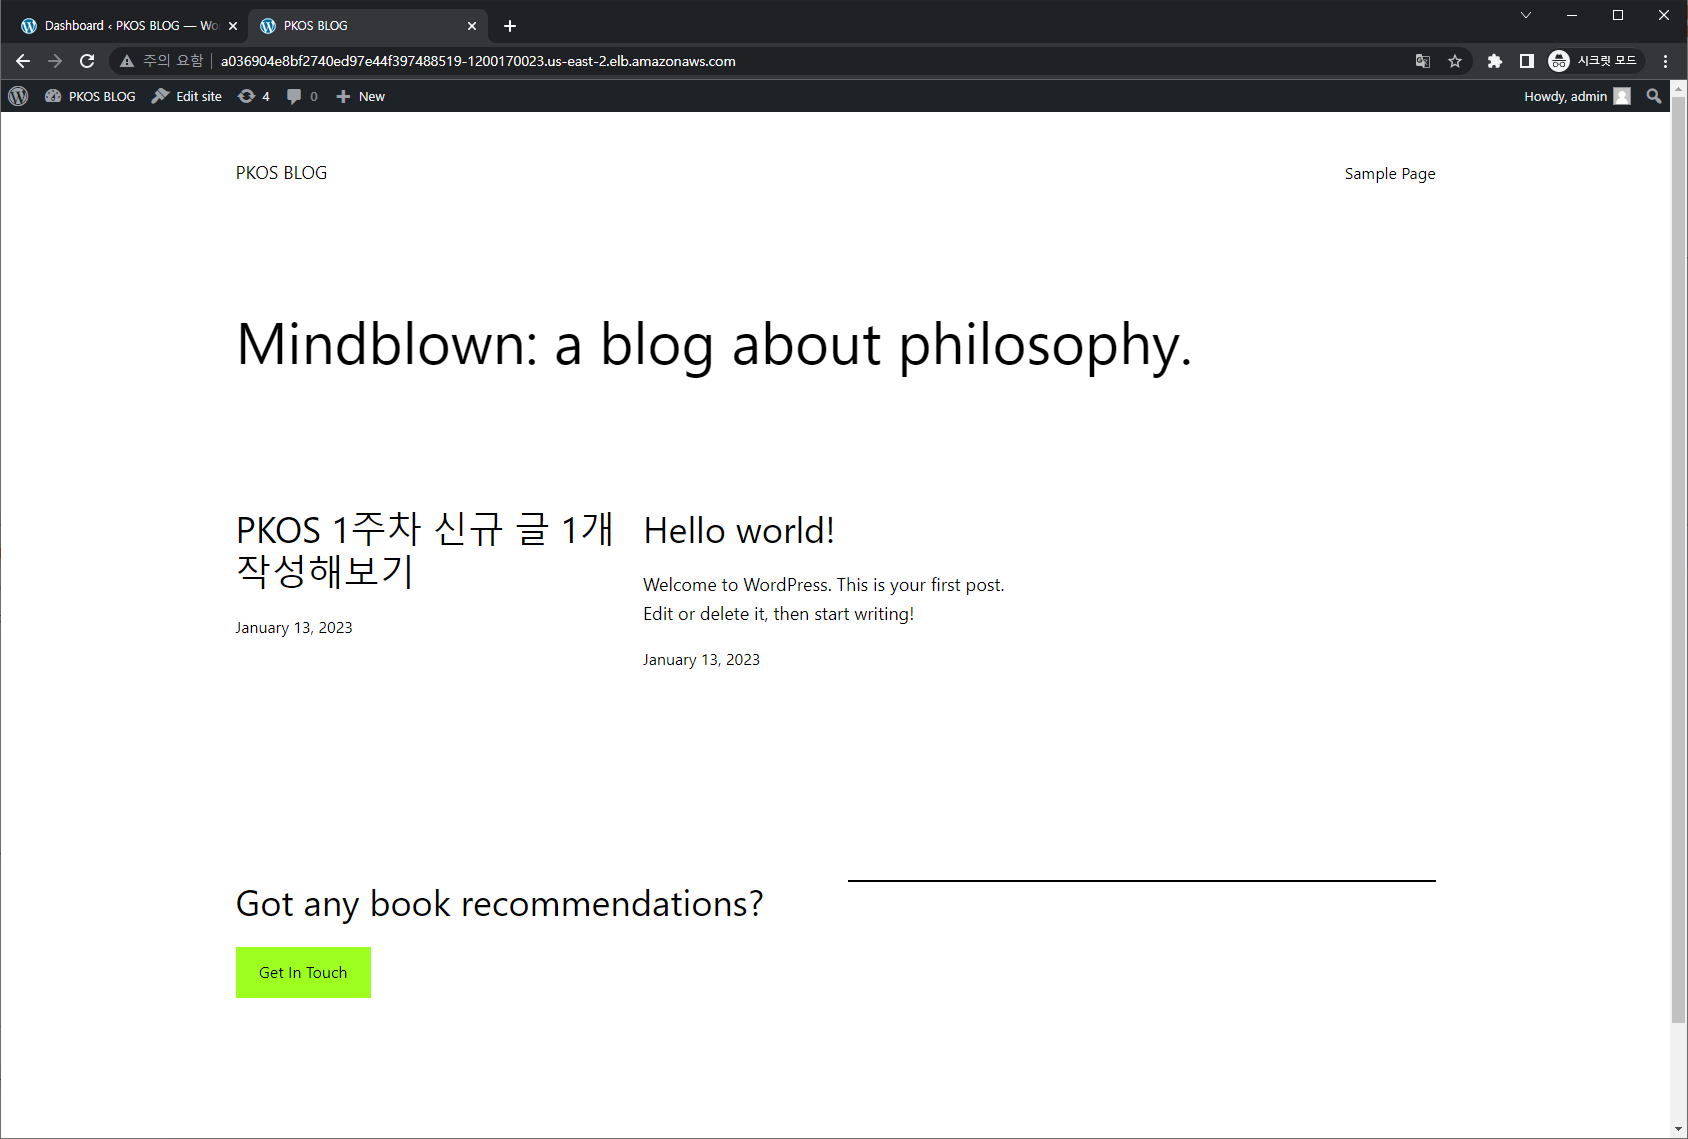 Dashboard ‹ PKOS BLOG — Wo
PKOS BLOG
주의 요함
a036904e8bf2740ed97e44f397488519-1200170023.us-east-2.elb.amazonaws.com
시크릿 모드
PKOS BLOG
Edit site
4
0
New
Howdy, admin
PKOS BLOG
Sample Page
Mindblown: a blog about philosophy.
PKOS 1주차 신규 글 1개
작성해보기
January 13, 2023
Hello world!
Welcome to WordPress. This is your first post.
Edit or delete it, then start writing!
January 13, 2023
Got any book recommendations?
Get In Touch